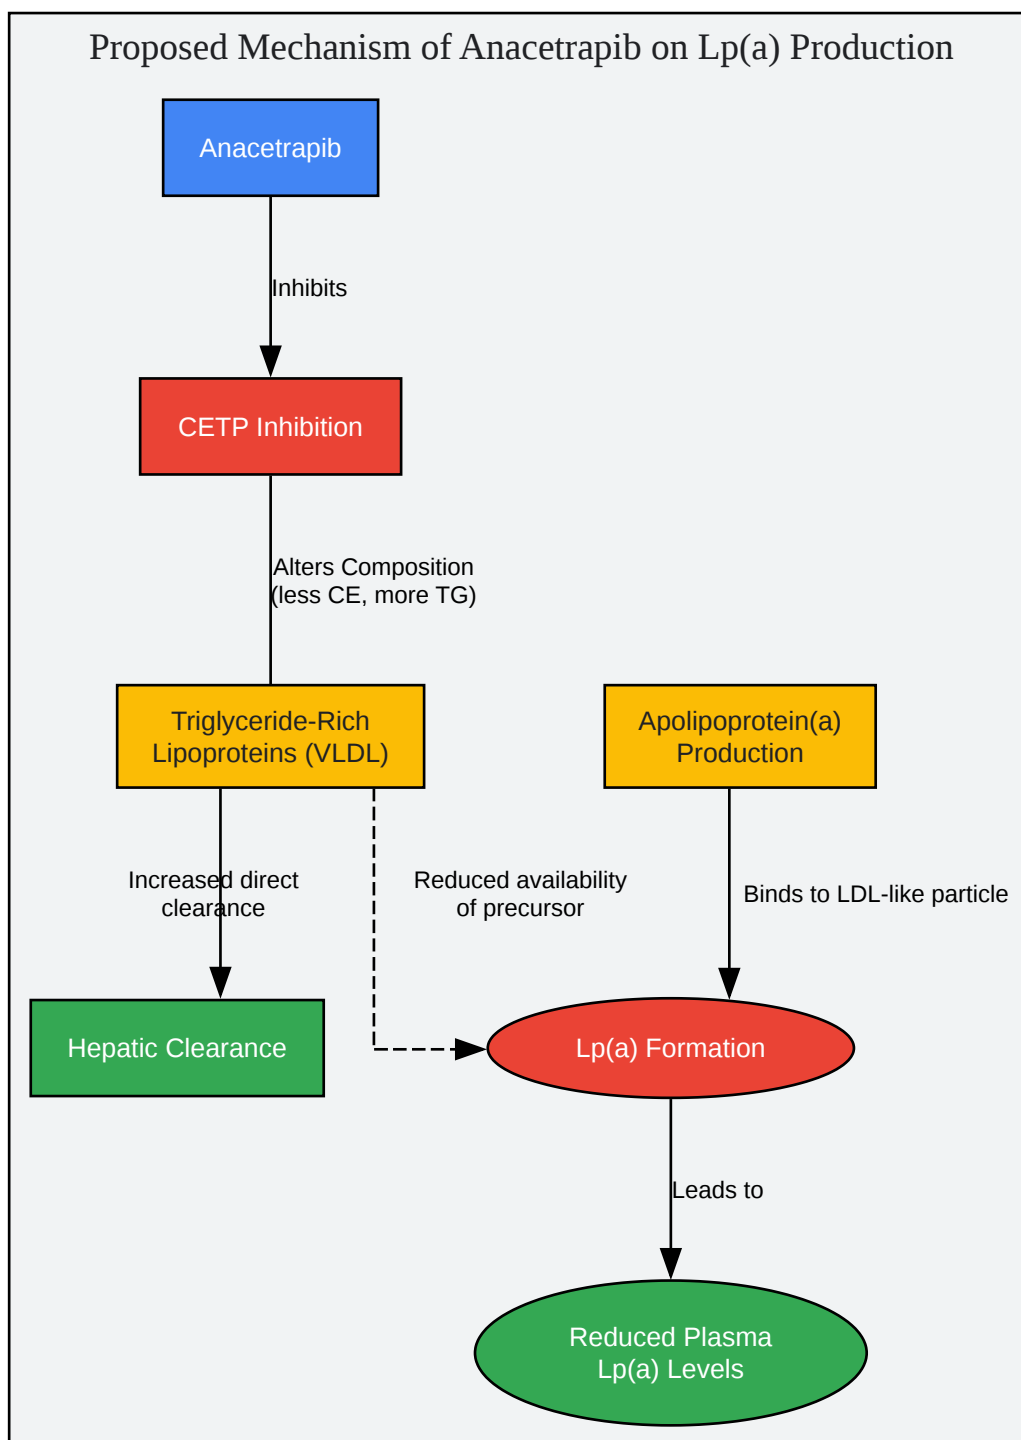 Proposed Mechanism of Anacetrapib on Lp(a) Production
Anacetrapib
Inhibits
CETP Inhibition
Alters Composition
(less CE, more TG)
Triglyceride-Rich
Lipoproteins (VLDL)
Apolipoprotein(a)
Production
Increased direct
clearance
Reduced availability
of precursor
Binds to LDL-like particle
Hepatic Clearance
Lp(a) Formation
Leads to
Reduced Plasma
Lp(a) Levels